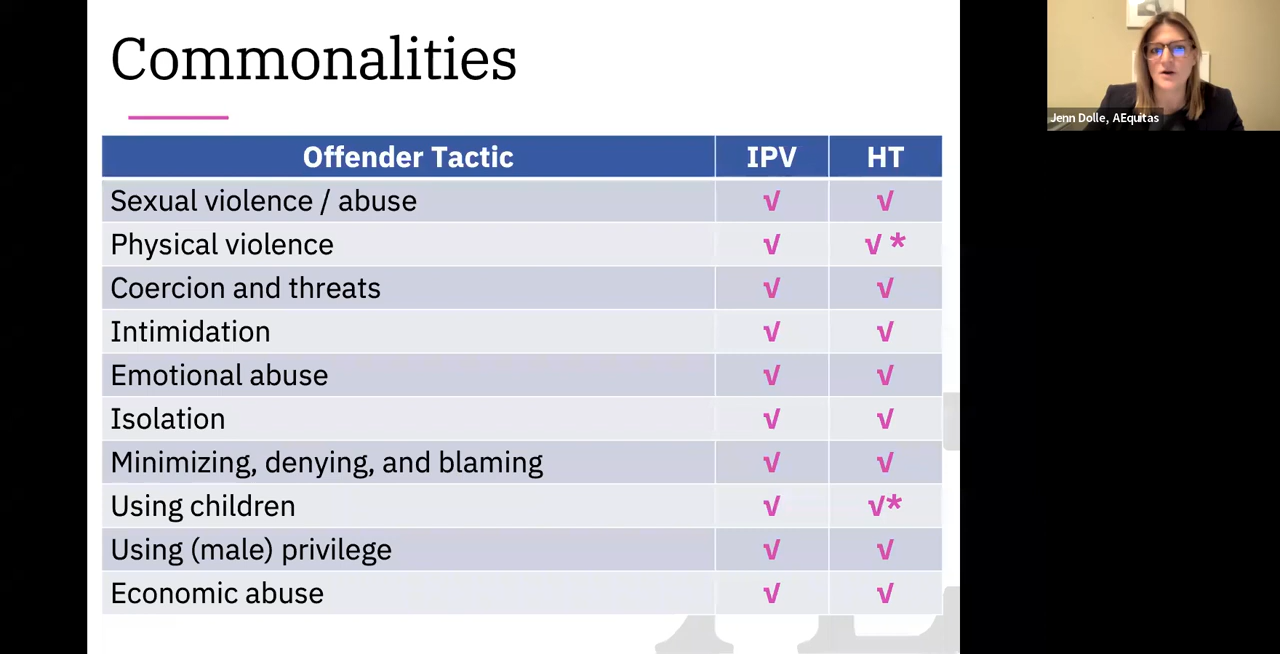 Commonalities
Offender Tactic IPV HT
Sexual violence / abuse √ √
Physical violence √ √ *
Coercion and threats √ √
Intimidation √ √
Emotional abuse √ √
Isolation √ √
Minimizing, denying, and blaming √ √
Using children √ √*
Using (male) privilege √ √
Economic abuse √ √
Jenn Dolle, AEquitas